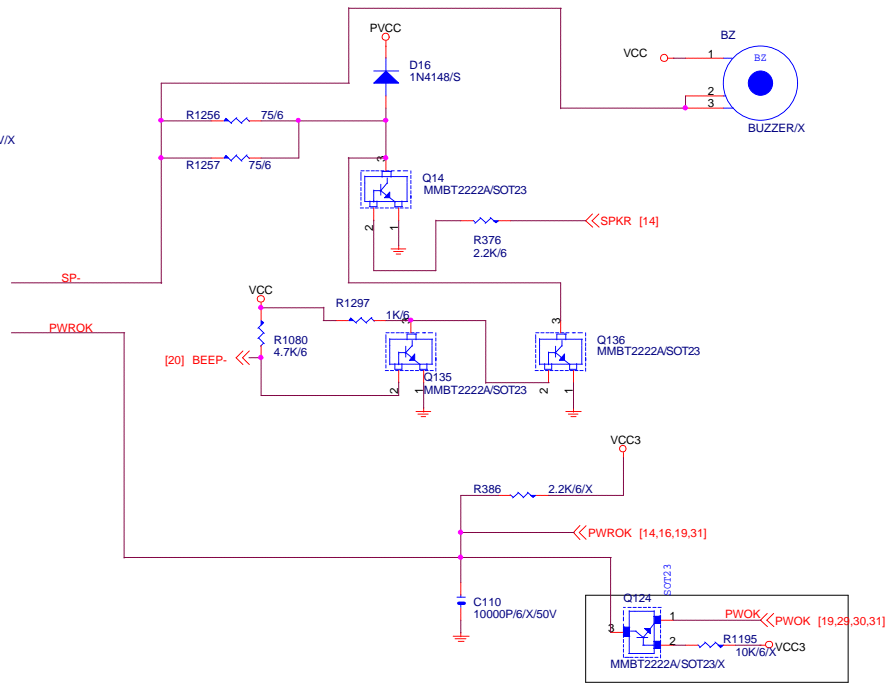 PVCC
BZ
VCC
1
BZ
D16
1N4148/S
2
3
BUZZER/X
R1256
75/6
V/X
R1257
75/6
3
Q14
MMBT2222A/SOT23
2
1
SPKR [14]
R376
2.2K/6
SP-
VCC
R1297
1K/6
3
3
PWROK
R1080
4.7K/6
Q136
MMBT2222A/SOT23
[20] BEEP-
Q135
MMBT2222A/SOT23
2
1
2
1
VCC3
R386
2.2K/6/X
PWROK [14,16,19,31]
SOT23
C110
10000P/6/X/50V
Q124
1
PWOK
PWOK [19,29,30,31]
3
2
R1195
10K/6/X
VCC3
MMBT2222A/SOT23/X